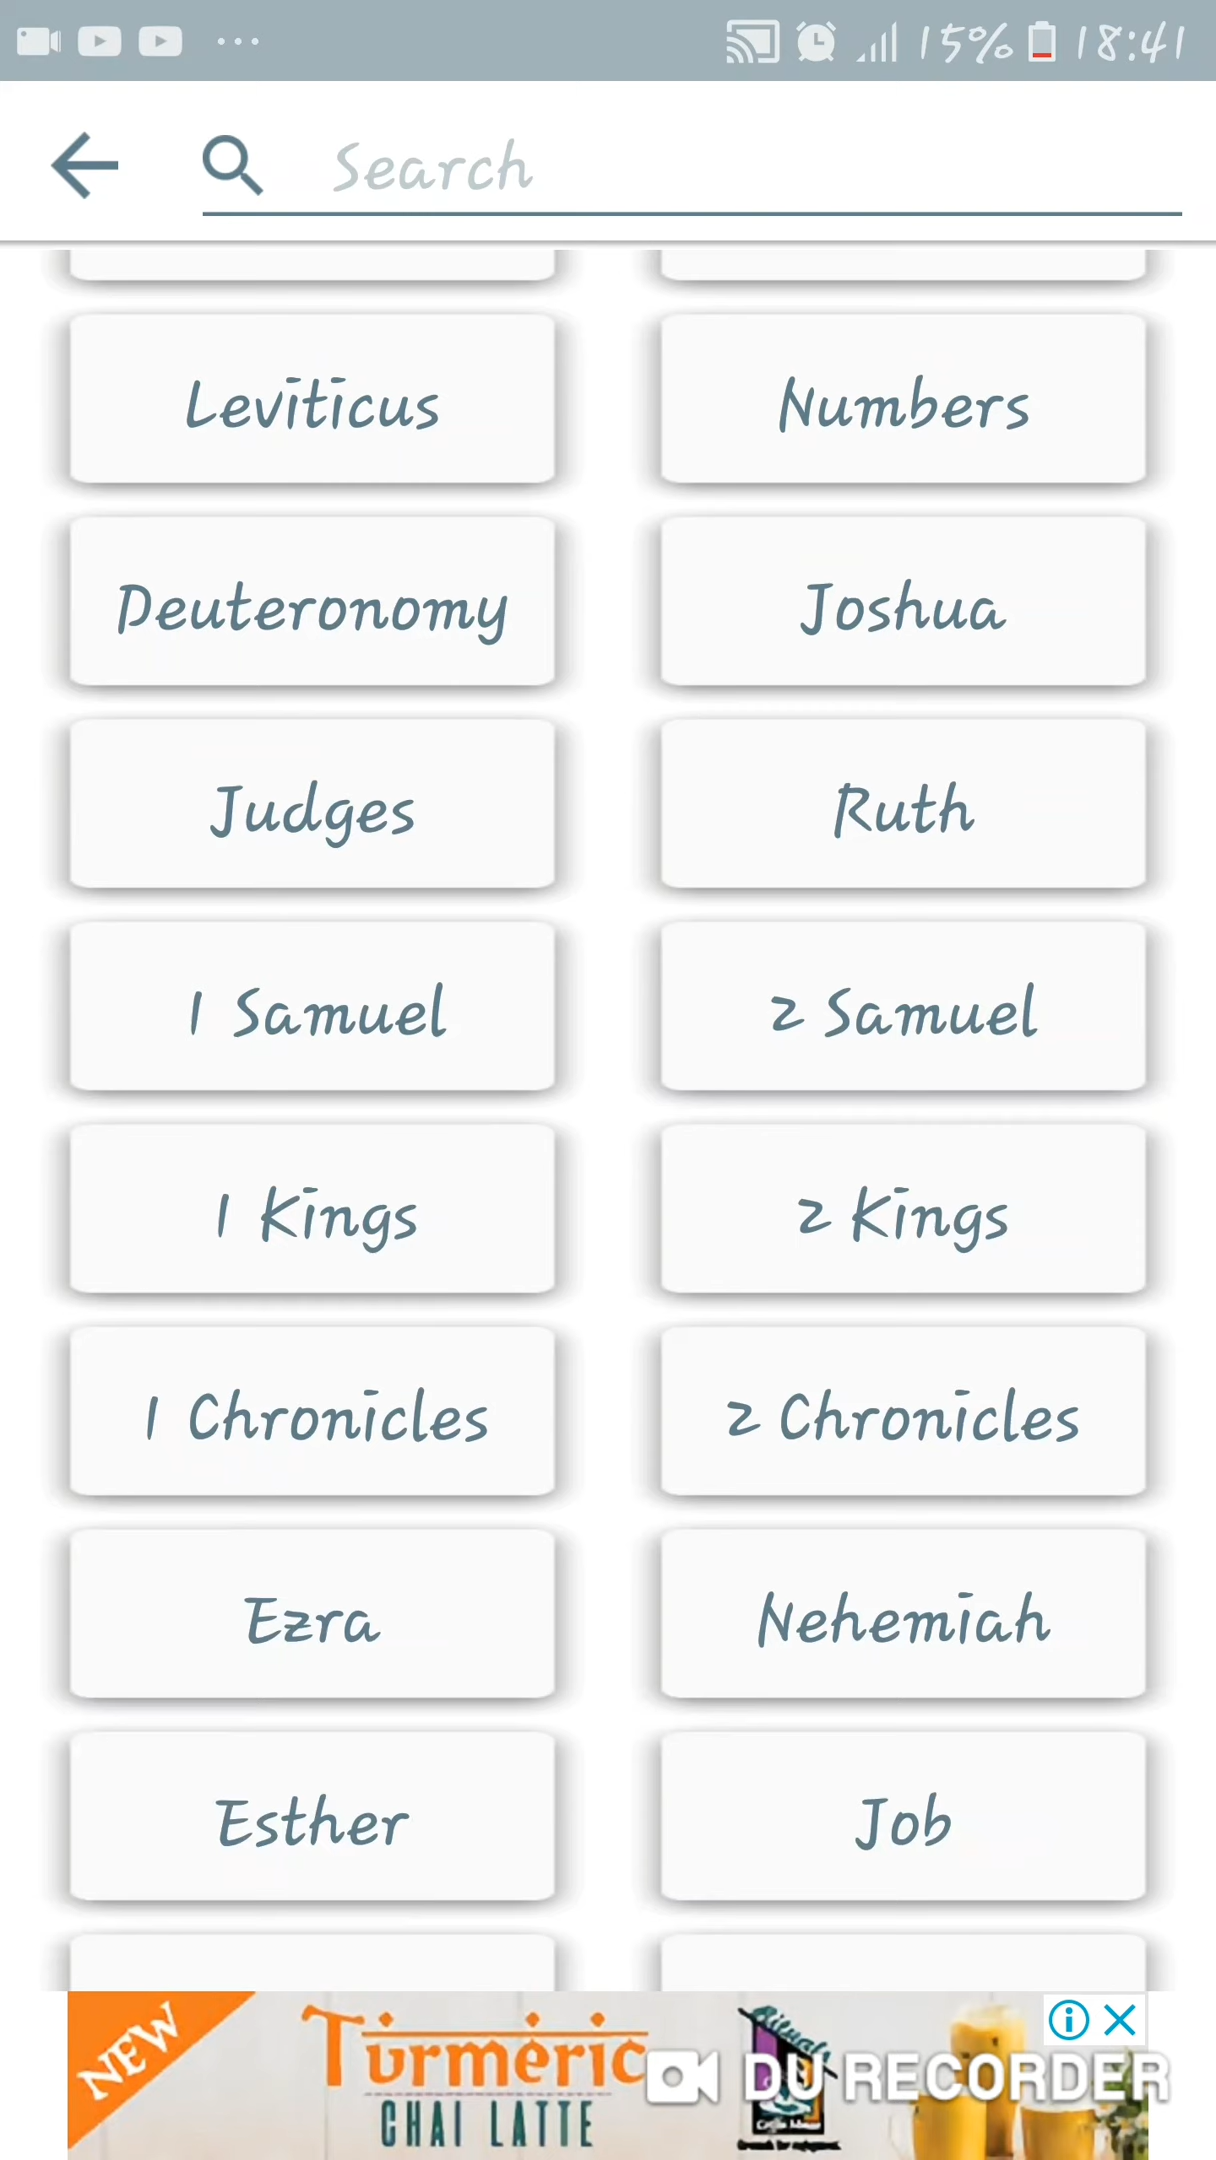 15% 18:41
Search
Leviticus Numbers
Deuteronomy Joshua
Judges Ruth
1 Samuel 2 Samuel
1 Kings 2 Kings
1 Chronicles 2 Chronicles
Ezra Nehemiah
Esther Job
NEW Turmeric Rituals
DU RECORDER
CHAI LATTE